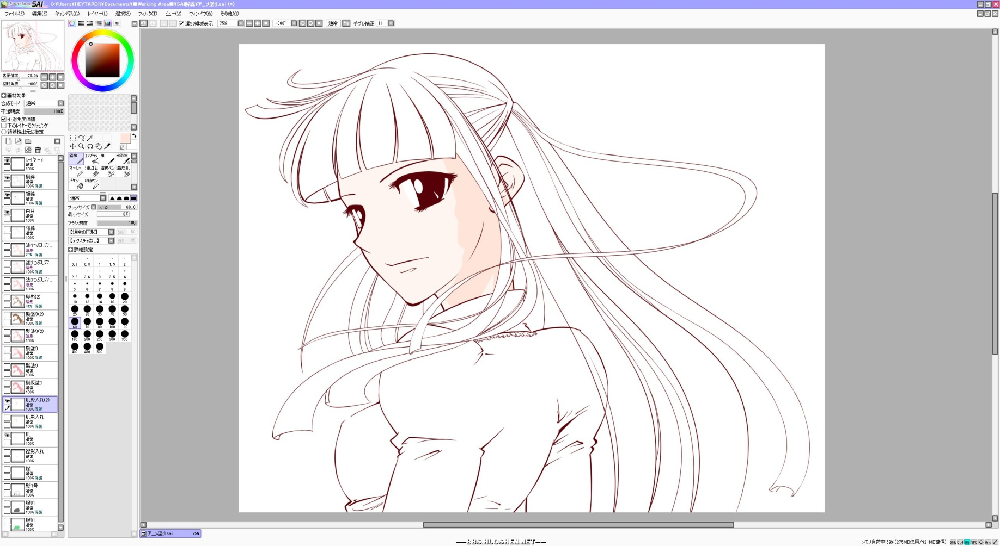 PaintTool SAI C:¥Users¥HEYTAROH¥Documents¥■Working Area■¥SAI解説¥アニメ塗り.sai (*)
ファイル(F) 編集(E) キャンバス(C) レイヤー(L) 選択(S) フィルタ(T) ビュー(V) ウィンドウ(W) その他(O)
選択領域表示 75% +000° 通常 手ブレ補正 11
表示倍率 75.0%
回転角度 +000°
画材効果
合成モード 通常
不透明度 100%
不透明度保護
下のレイヤーでクリッピング
領域検出元に指定
レイヤー8
通常
100%
髪線
通常
100% 保護
顔線
通常
100% 保護
白目
通常
100%
陰線
通常
100%
塗りつぶし穴...
陰影
70% 保護
塗りつぶし穴...
陰影
100% 保護
塗りつぶし穴...
陰影
100%
髪影(2)
陰影
41% 保護
髪塗り(2)
通常
100% 保護
髪塗り(2)
陰影
100% 保護
髪塗り
通常
100% 保護
髪塗り
通常
100%
髪仮塗り
通常
100%
肌影入れ(2)
通常
100% 保護
肌影入れ
通常
100% 保護
肌
通常
100%
襟影入れ
通常
100%
襟
通常
100%
影1号
通常
100%
服01
通常
100% 保護
服01
通常
100%
鉛筆 エアブラシ 筆 水彩筆
マーカー 消しゴム 選択ペン 選択消し
バケツ 2値ペン
通常
ブラシサイズ x1.0 60.0
最小サイズ 0%
ブラシ濃度 100
【通常の円形】 強さ 50
【テクスチャなし】 強さ 95
詳細設定
0.7 0.8 1 1.5 2
2.3 2.6 3 3.5 4
5 6 7 8 9
10 12 14 16 20
25 30 35 40 50
60 70 80 100 120
160 200 250 300 350
400 450 500
アニメ塗り.sai 75%
——BBS.HUOSHEN.NET——
メモリ負荷率:59% (275MB使用/921MB確保) Shift Ctrl Alt SPC Any